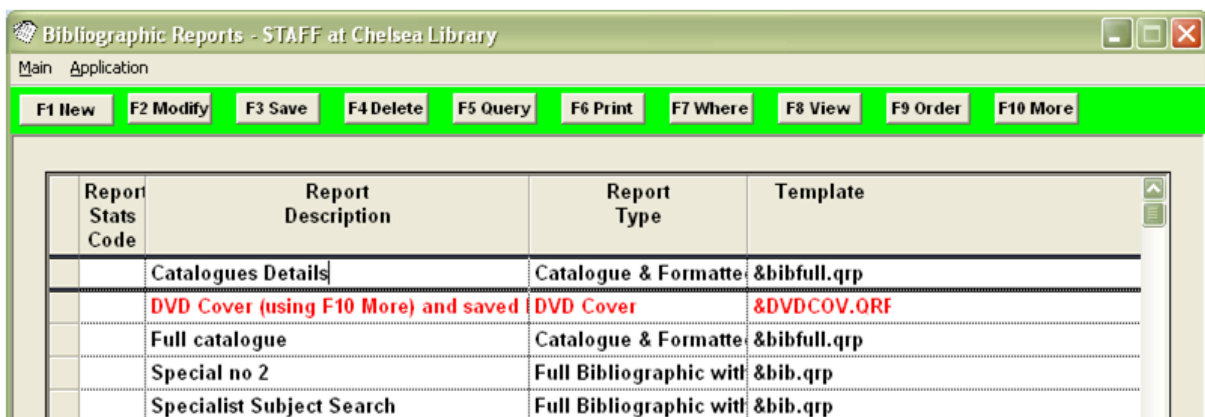 Bibliographic Reports - STAFF at Chelsea Library
Main Application
F1 New F2 Modify F3 Save F4 Delete F5 Query F6 Print F7 Where F8 View F9 Order F10 More
Report Report Report Template
Stats Description Type
Code
Catalogues Details Catalogue & Formatte &bibfull.qrp
DVD Cover (using F10 More) and saved DVD Cover &DVDCOV.QRP
Full catalogue Catalogue & Formatte &bibfull.qrp
Special no 2 Full Bibliographic with &bib.qrp
Specialist Subject Search Full Bibliographic with &bib.qrp